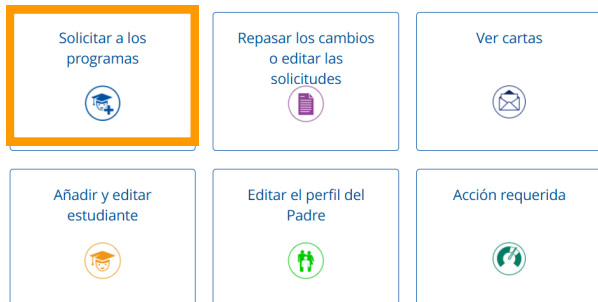 Solicitar a los
programas
Repasar los cambios
o editar las
solicitudes
Ver cartas
Añadir y editar
estudiante
Editar el perfil del
Padre
Acción requerida